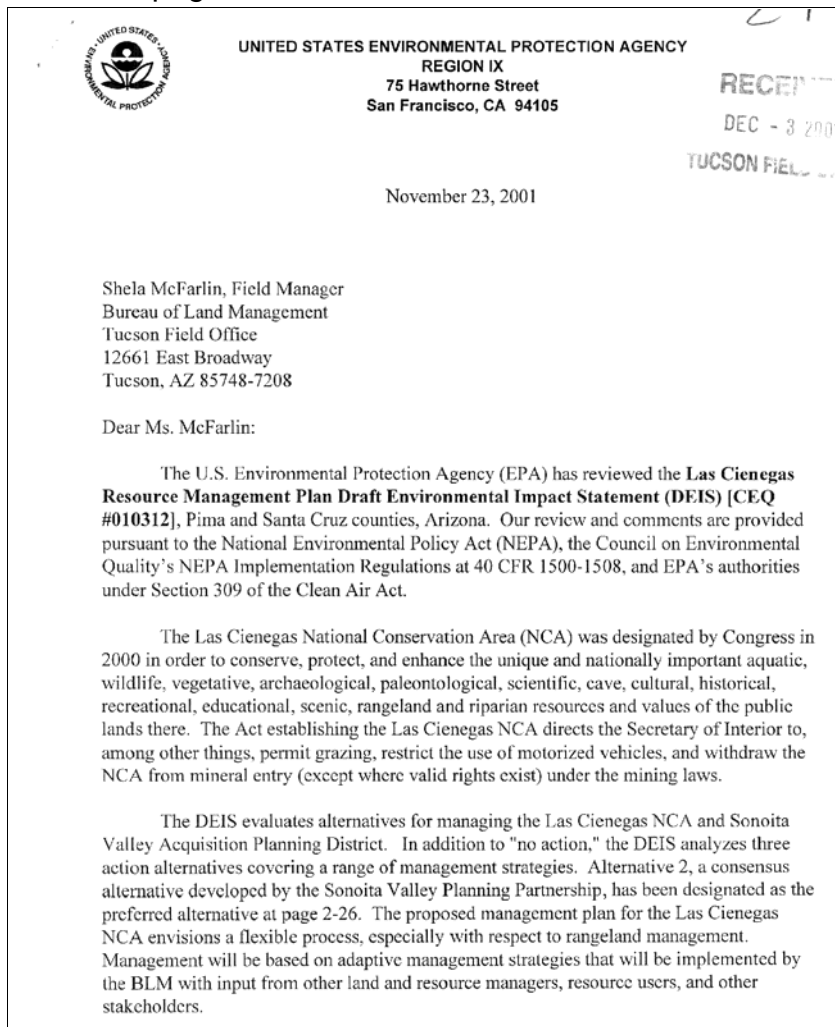 UNITED STATES ENVIRONMENTAL PROTECTION AGENCY
REGION IX
75 Hawthorne Street
San Francisco, CA 94105
DEC - 3
TUCSON
November 23, 2001
Shela McFarlin, Field Manager
Bureau of Land Management
Tucson Field Office
12661 East Broadway
Tucson, AZ 85748-7208
Dear Ms. McFarlin:
The U.S. Environmental Protection Agency (EPA) has reviewed the Las Cienegas
Resource Management Plan Draft Environmental Impact Statement (DEIS) [CEQ
#010312], Pima and Santa Cruz counties, Arizona. Our review and comments are provided
pursuant to the National Environmental Policy Act (NEPA), the Council on Environmental
Quality's NEPA Implementation Regulations at 40 CFR 1500-1508, and EPA's authorities
under Section 309 of the Clean Air Act.
The Las Cienegas National Conservation Area (NCA) was designated by Congress in
2000 in order to conserve, protect, and enhance the unique and nationally important aquatic,
wildlife, vegetative, archaeological, paleontological, scientific, cave, cultural, historical,
recreational, educational, scenic, rangeland and riparian resources and values of the public
lands there. The Act establishing the Las Cienegas NCA directs the Secretary of Interior to,
among other things, permit grazing, restrict the use of motorized vehicles, and withdraw the
NCA from mineral entry (except where valid rights exist) under the mining laws.
The DEIS evaluates alternatives for managing the Las Cienegas NCA and Sonoita
Valley Acquisition Planning District. In addition to "no action," the DEIS analyzes three
action alternatives covering a range of management strategies. Alternative 2, a consensus
alternative developed by the Sonoita Valley Planning Partnership, has been designated as the
preferred alternative at page 2-26. The proposed management plan for the Las Cienegas
NCA envisions a flexible process, especially with respect to rangeland management.
Management will be based on adaptive management strategies that will be implemented by
the BLM with input from other land and resource managers, resource users, and other
stakeholders.